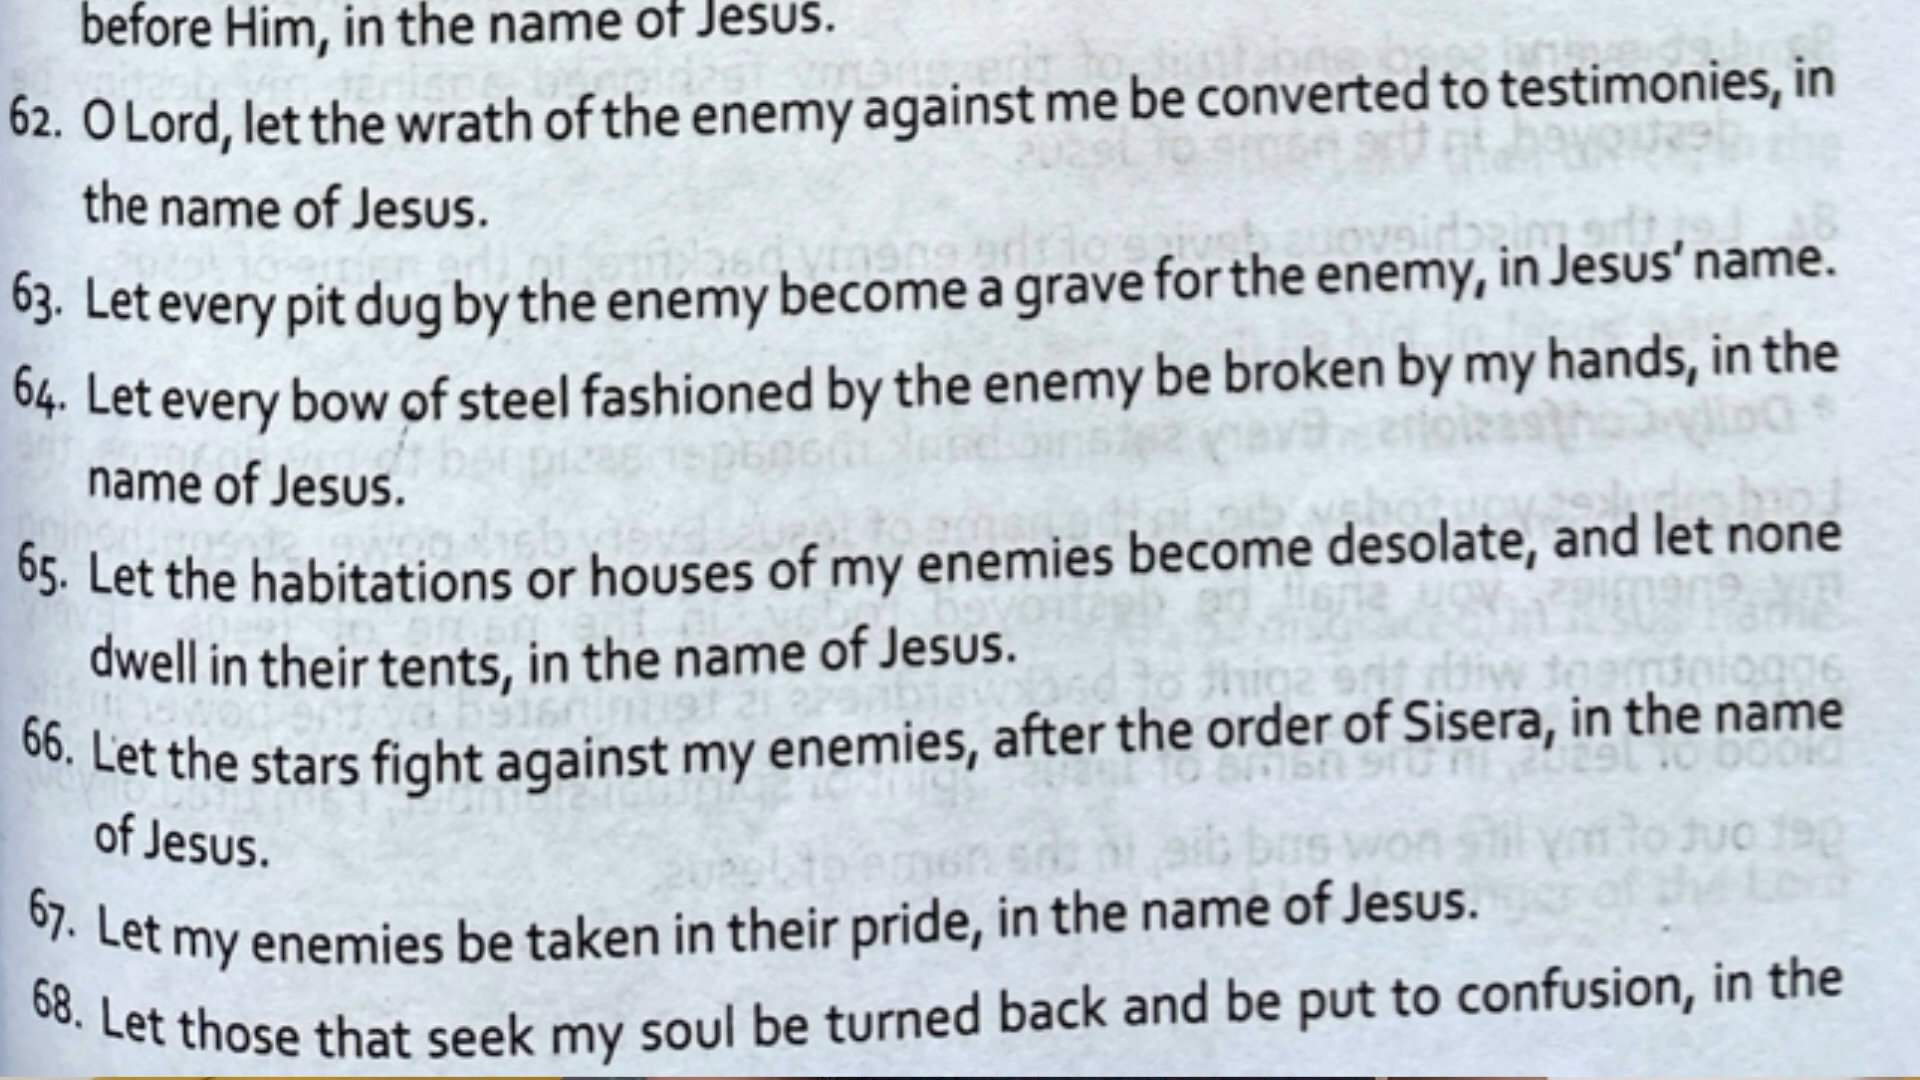 before Him, in the name of Jesus.
62. O Lord, let the wrath of the enemy against me be converted to testimonies, in
the name of Jesus.
63. Let every pit dug by the enemy become a grave for the enemy, in Jesus' name.
64. Let every bow of steel fashioned by the enemy be broken by my hands, in the
name of Jesus.
65. Let the habitations or houses of my enemies become desolate, and let none
dwell in their tents, in the name of Jesus.
66. Let the stars fight against my enemies, after the order of Sisera, in the name
of Jesus.
67. Let my enemies be taken in their pride, in the name of Jesus.
68. Let those that seek my soul be turned back and be put to confusion, in the